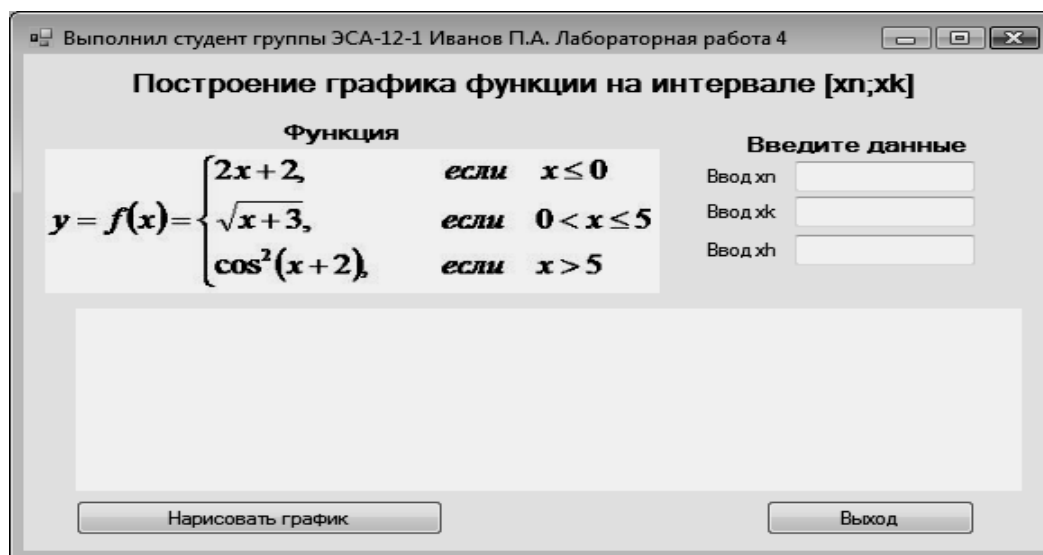 Выполнил студент группы ЭСА-12-1 Иванов П.А. Лабораторная работа 4
Построение графика функции на интервале [xn;xk]
Функция
2x + 2, если x ≤ 0
y = f(x) = { √x + 3, если 0 < x ≤ 5
cos²(x + 2), если x > 5
Введите данные
Ввод xn
Ввод xk
Ввод xh
Нарисовать график
Выход